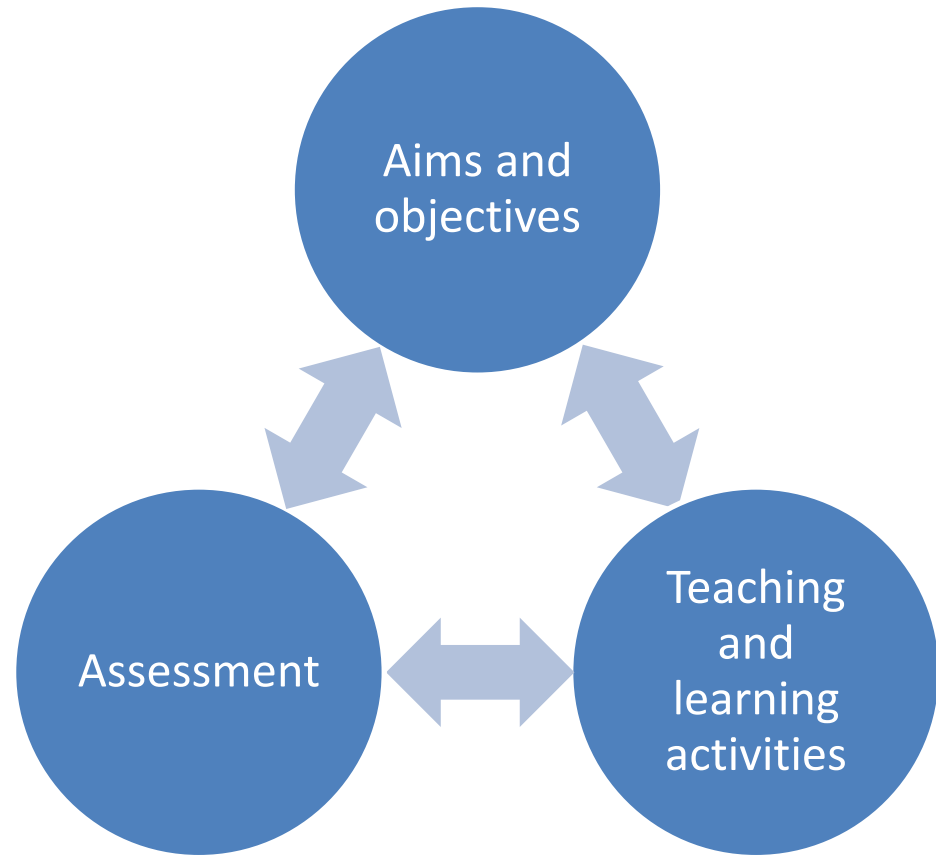 Aims and
objectives
Assessment
Teaching
and
learning
activities